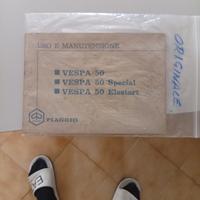 USO E MANUTENZIONE
VESPA 50
VESPA 50 Special
VESPA 50 Elestart
PIAGGIO
ORIGINALE